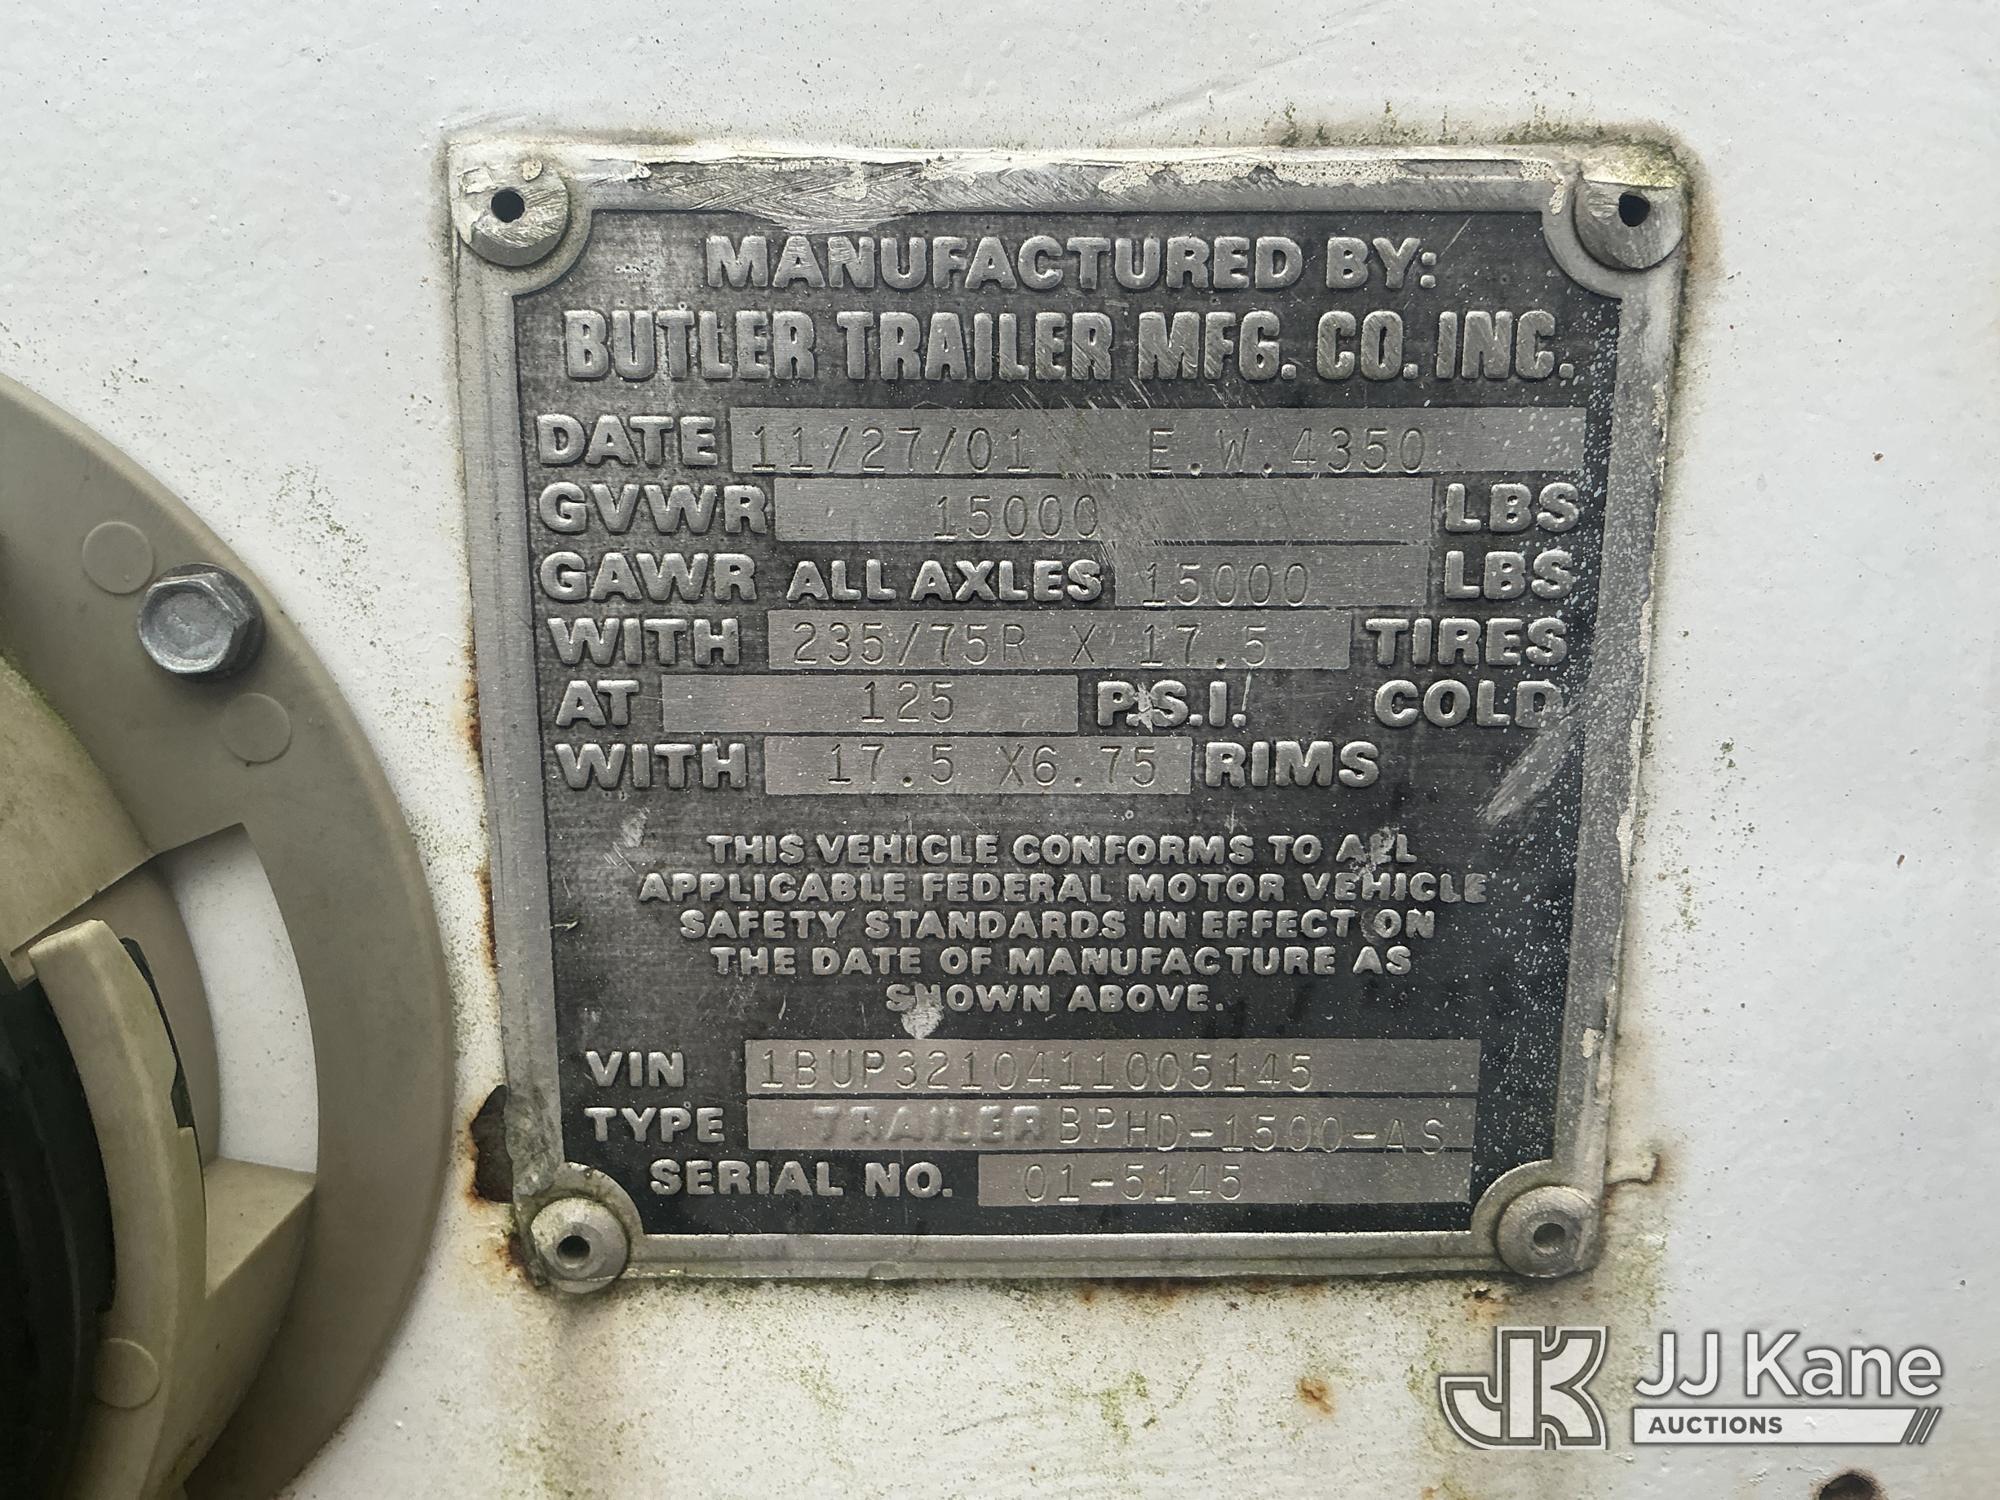 MANUFACTURED BY:
BUTLER TRAILER MFG. CO. INC.
DATE 11/27/01 E.W.4350
GVWR 15000 LBS
GAWR ALL AXLES 15000 LBS
WITH 235/75R X 17.5 TIRES
AT 125 P.S.I. COLD
WITH 17.5 X6.75 RIMS
THIS VEHICLE CONFORMS TO ALL
APPLICABLE FEDERAL MOTOR VEHICLE
SAFETY STANDARDS IN EFFECT ON
THE DATE OF MANUFACTURE AS
SHOWN ABOVE.
VIN 1BUP3210411005145
TYPE TRAILER BPHD-1500-AS
SERIAL NO. 01-5145
JK JJ Kane
AUCTIONS